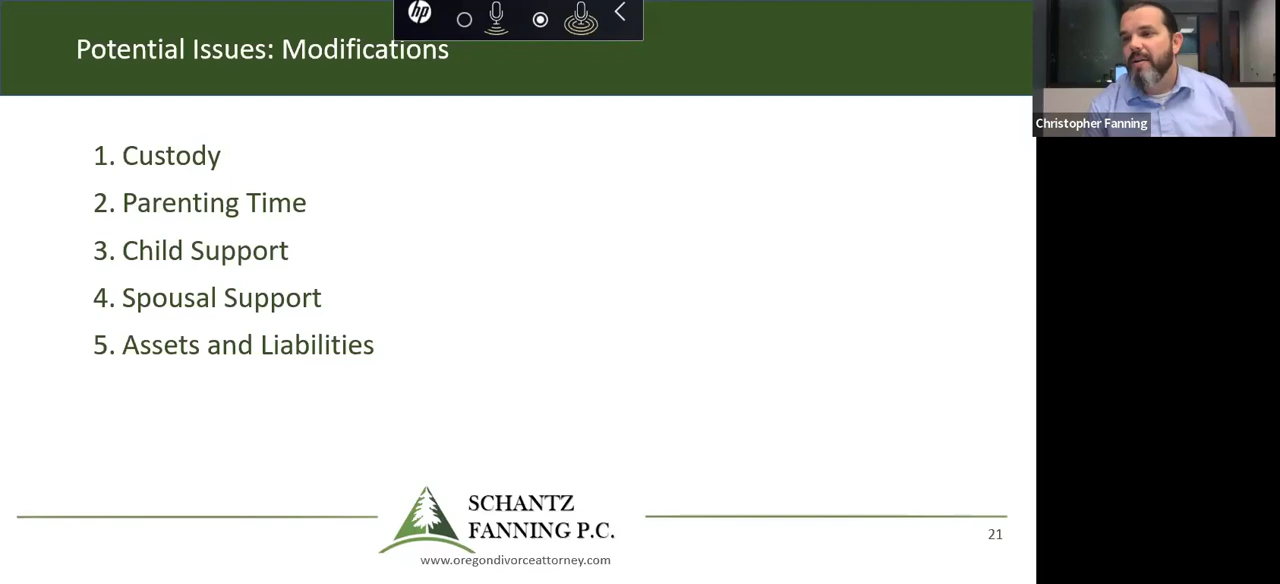 hp
Potential Issues: Modifications
Christopher Fanning
1. Custody
2. Parenting Time
3. Child Support
4. Spousal Support
5. Assets and Liabilities
SCHANTZ
FANNING P.C.
www.oregondivorceattorney.com
21